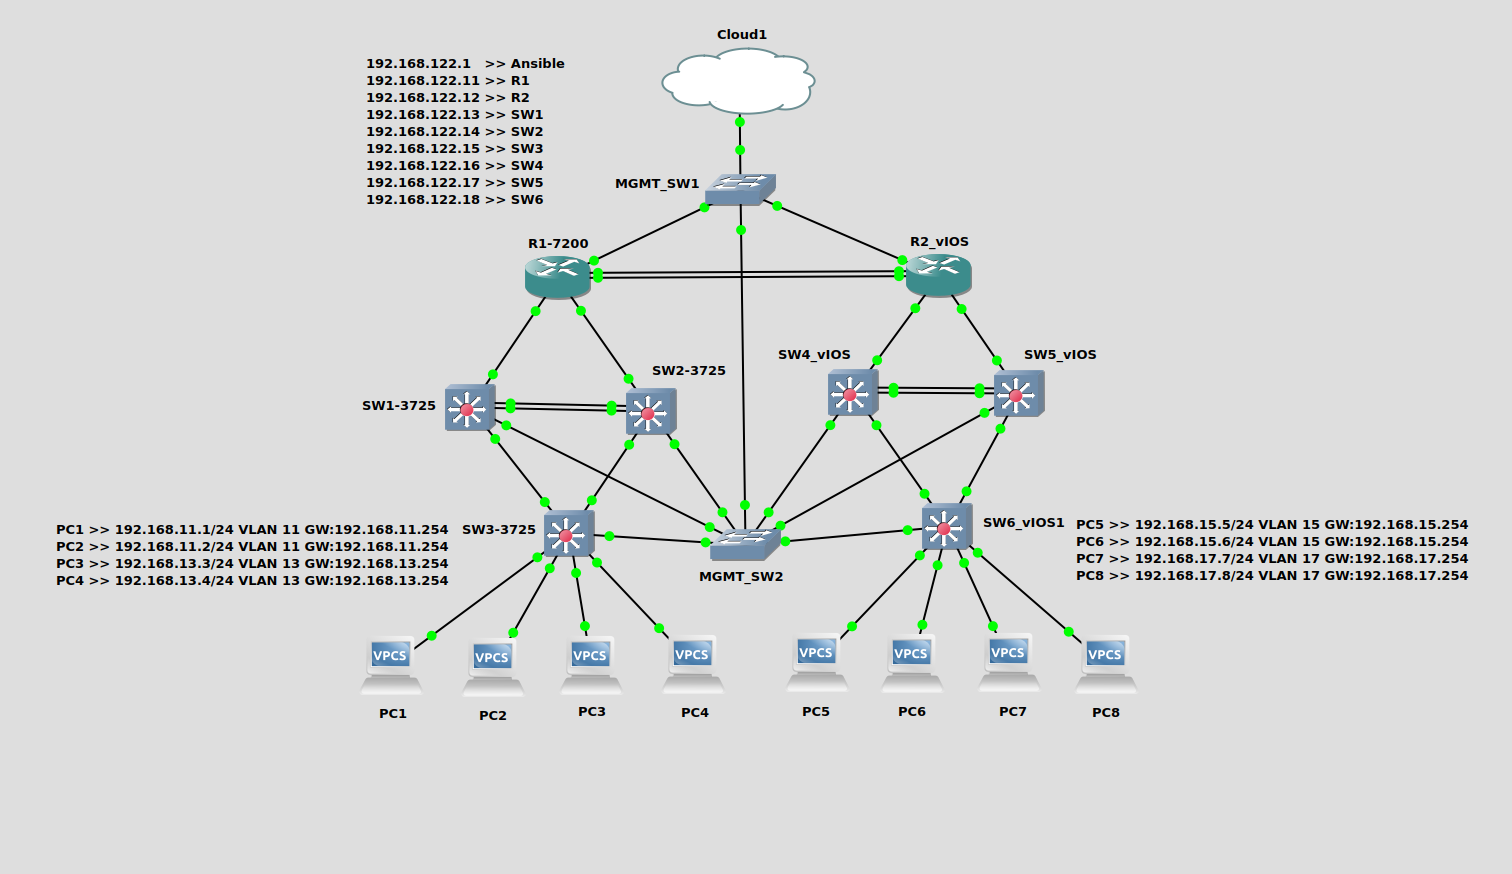 Cloud1
192.168.122.1 >> Ansible
192.168.122.11 >> R1
192.168.122.12 >> R2
192.168.122.13 >> SW1
192.168.122.14 >> SW2
192.168.122.15 >> SW3
192.168.122.16 >> SW4
192.168.122.17 >> SW5
192.168.122.18 >> SW6
MGMT_SW1
R1-7200
R2_vIOS
SW1-3725
SW2-3725
SW4_vIOS
SW5_vIOS
PC1 >> 192.168.11.1/24 VLAN 11 GW:192.168.11.254
PC2 >> 192.168.11.2/24 VLAN 11 GW:192.168.11.254
PC3 >> 192.168.13.3/24 VLAN 13 GW:192.168.13.254
PC4 >> 192.168.13.4/24 VLAN 13 GW:192.168.13.254
SW3-3725
MGMT_SW2
SW6_vIOS1
PC5 >> 192.168.15.5/24 VLAN 15 GW:192.168.15.254
PC6 >> 192.168.15.6/24 VLAN 15 GW:192.168.15.254
PC7 >> 192.168.17.7/24 VLAN 17 GW:192.168.17.254
PC8 >> 192.168.17.8/24 VLAN 17 GW:192.168.17.254
VPCS
VPCS
VPCS
VPCS
VPCS
VPCS
VPCS
VPCS
PC1
PC2
PC3
PC4
PC5
PC6
PC7
PC8